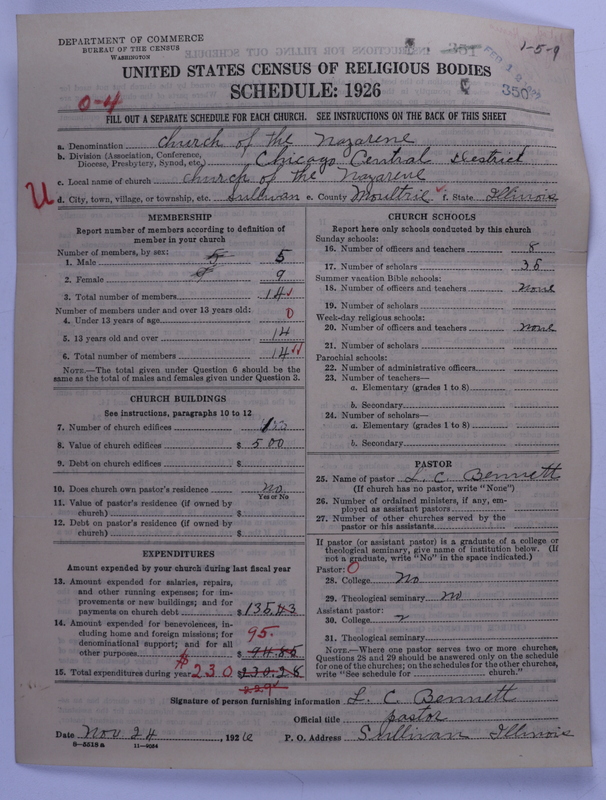 DEPARTMENT OF COMMERCE
BUREAU OF THE CENSUS
WASHINGTON
351
1-5-9
350
UNITED STATES CENSUS OF RELIGIOUS BODIES
SCHEDULE: 1926
0-4
FILL OUT A SEPARATE SCHEDULE FOR EACH CHURCH. SEE INSTRUCTIONS ON THE BACK OF THIS SHEET
a. Denomination Church of the Nazarene
b. Division (Association, Conference, Diocese, Presbytery, Synod, etc.) Chicago Central District
c. Local name of church Church of the Nazarene
U
d. City, town, village, or township, etc. Sullivan e. County Moultrie f. State Illinois
MEMBERSHIP
Report number of members according to definition of
member in your church
Number of members, by sex:
1. Male 5
2. Female 9
3. Total number of members 14
Number of members under and over 13 years old:
4. Under 13 years of age 0
5. 13 years old and over 14
6. Total number of members 14
NOTE.—The total given under Question 6 should be
same as the total of males and females given under Question 3.
CHURCH BUILDINGS
See instructions, paragraphs 10 to 12
7. Number of church edifices
8. Value of church edifices $ 500
9. Debt on church edifices $
10. Does church own pastor's residence No
Yes or No
11. Value of pastor's residence (if owned by
church) $
12. Debt on pastor's residence (if owned by
church) $
EXPENDITURES
Amount expended by your church during last fiscal year
13. Amount expended for salaries, repairs,
and other running expenses; for im-
provements or new buildings; and for
payments on church debt $ 135.43
14. Amount expended for benevolences, in-
cluding home and foreign missions; for
denominational support; and for all
other purposes $ 95. 94.85
15. Total expenditures during year $230 230.28
229
CHURCH SCHOOLS
Report here only schools conducted by this church
Sunday schools:
16. Number of officers and teachers 8
17. Number of scholars 38
Summer vacation Bible schools:
18. Number of officers and teachers None
19. Number of scholars
Week-day religious schools:
20. Number of officers and teachers None
21. Number of scholars
Parochial schools:
22. Number of administrative officers
23. Number of teachers—
a. Elementary (grades 1 to 8)
b. Secondary
24. Number of scholars—
a. Elementary (grades 1 to 8)
b. Secondary
PASTOR
25. Name of pastor L. C. Bennett
(If church has no pastor, write "None")
26. Number of ordained ministers, if any, em-
ployed as assistant pastors
27. Number of other churches served by the
pastor or his assistants
If pastor (or assistant pastor) is a graduate of a college or
theological seminary, give name of institution below. (If
not a graduate, write "No" in the space indicated.)
Pastor: 0
28. College No
29. Theological seminary No
Assistant pastor:
30. College
31. Theological seminary
NOTE.—Where one pastor serves two or more churches,
Questions 28 and 29 should be answered only on the schedule
for one of the churches; on the schedules for the other churches,
write "See schedule for church."
Signature of person furnishing information L. C. Bennett
Official title pastor
Date Nov 24, 1926 P. O. Address Sullivan Illinois
8-5518a 11-9064